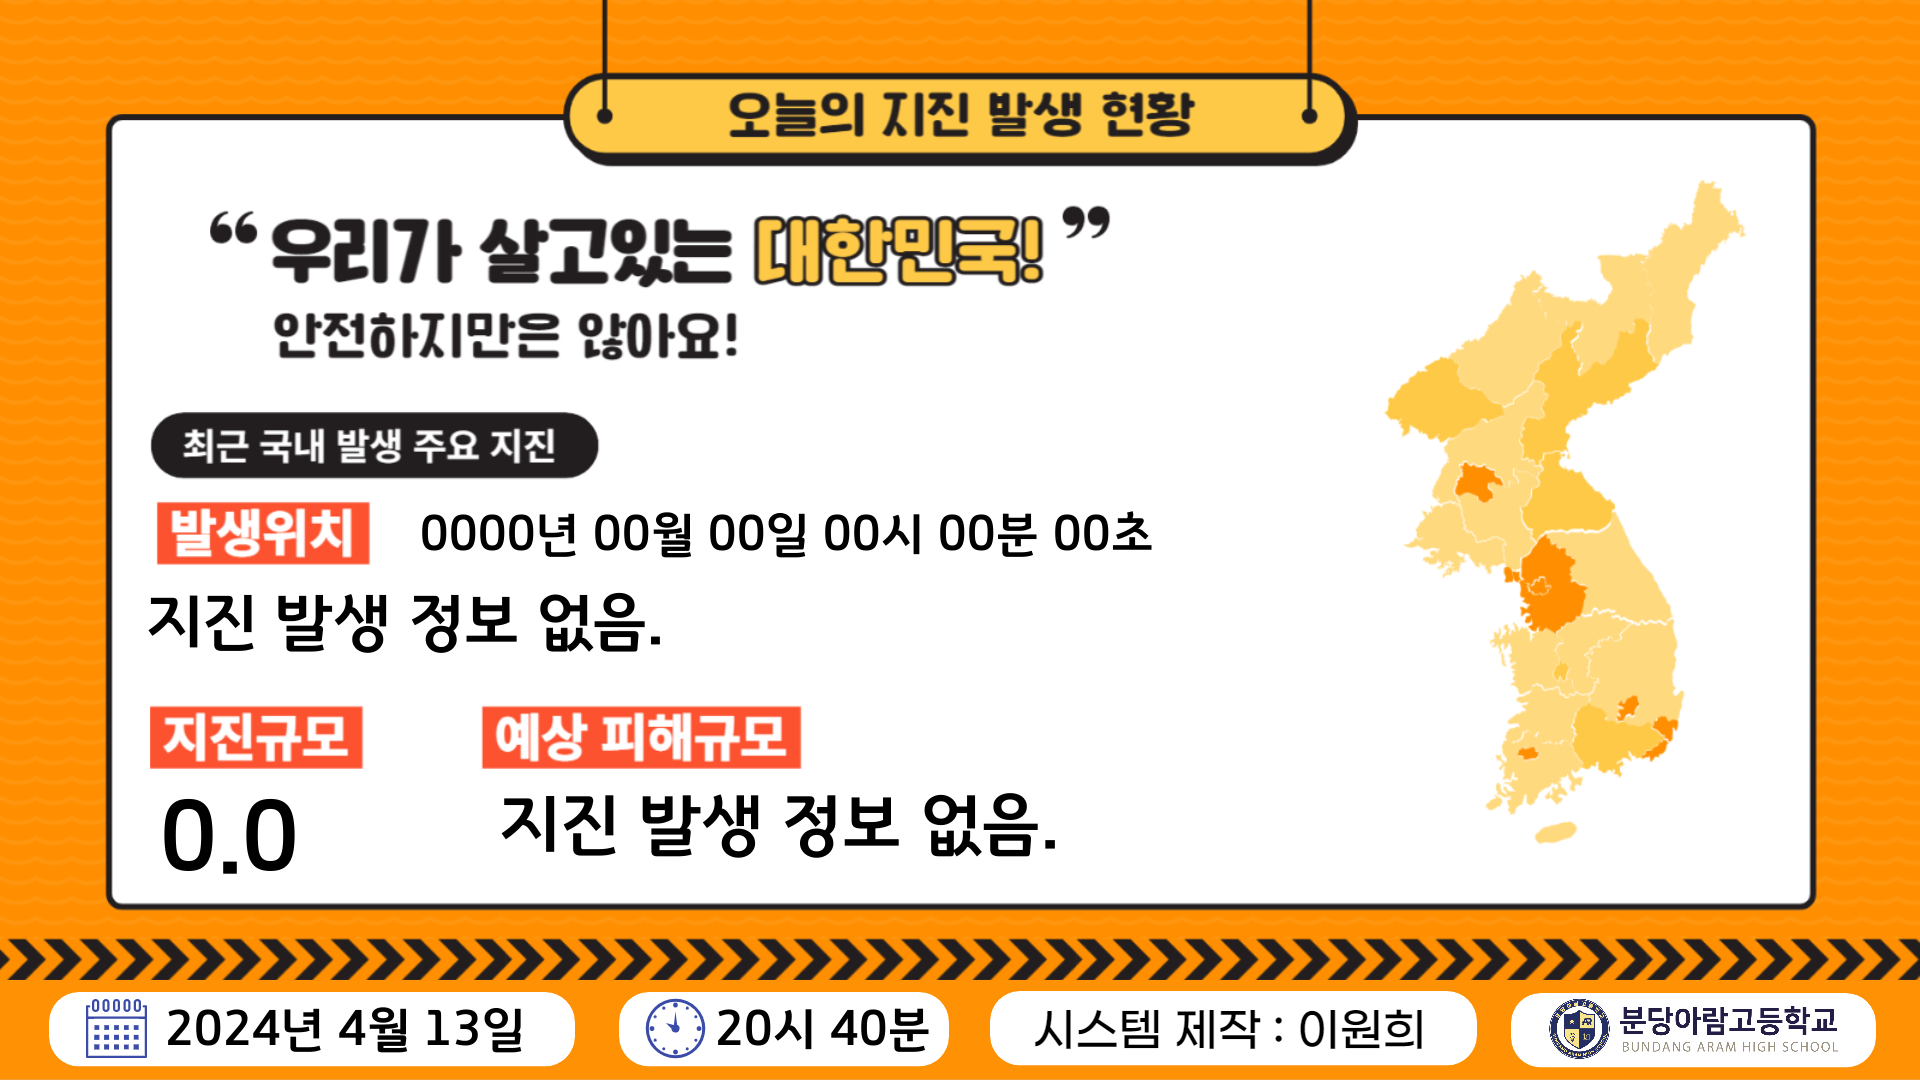 오늘의 지진 발생 현황
“우리가 살고있는 대한민국!”
안전하지만은 않아요!
최근 국내 발생 주요 지진
발생위치 0000년 00월 00일 00시 00분 00초
지진 발생 정보 없음.
지진규모 예상 피해규모
0.0 지진 발생 정보 없음.
2024년 4월 13일 20시 40분 시스템 제작 : 이원희 분당아람고등학교
BUNDANG ARAM HIGH SCHOOL